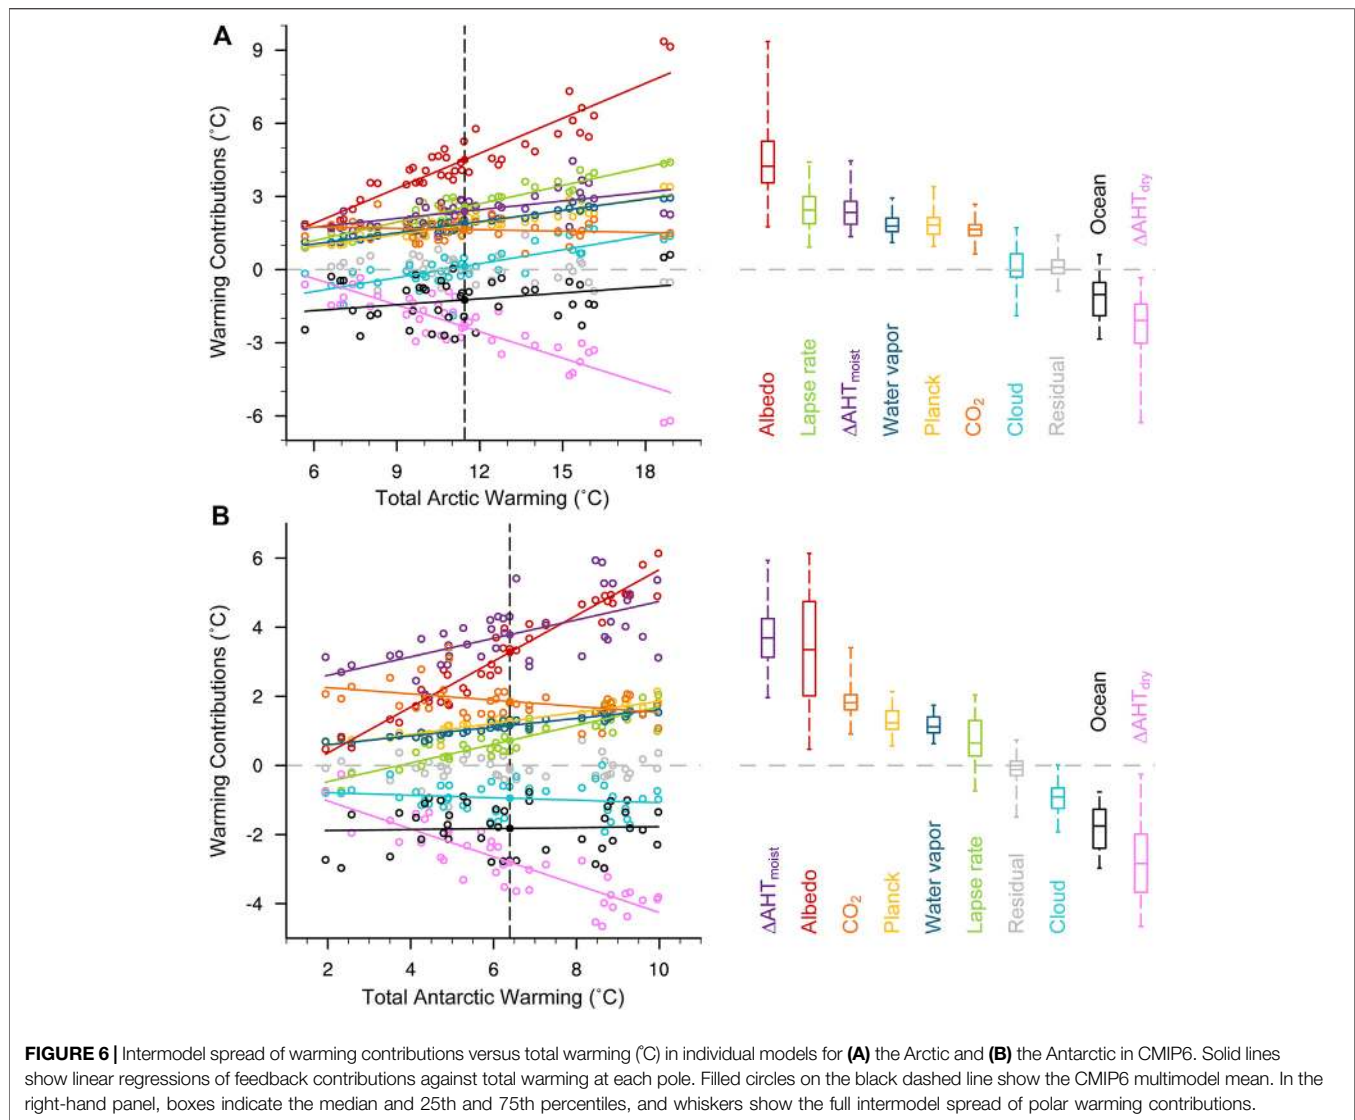 A
9
6
3
0
-3
-6
Warming Contributions (˚C)
6 9 12 15 18
Total Arctic Warming (˚C)
Albedo
Lapse rate
ΔAHTmoist
Water vapor
Planck
CO2
Cloud
Residual
Ocean
ΔAHTdry
B
6
4
2
0
-2
-4
Warming Contributions (˚C)
2 4 6 8 10
Total Antarctic Warming (˚C)
ΔAHTmoist
Albedo
CO2
Planck
Water vapor
Lapse rate
Residual
Cloud
Ocean
ΔAHTdry
FIGURE 6 | Intermodel spread of warming contributions versus total warming (˚C) in individual models for (A) the Arctic and (B) the Antarctic in CMIP6. Solid lines
show linear regressions of feedback contributions against total warming at each pole. Filled circles on the black dashed line show the CMIP6 multimodel mean. In the
right-hand panel, boxes indicate the median and 25th and 75th percentiles, and whiskers show the full intermodel spread of polar warming contributions.